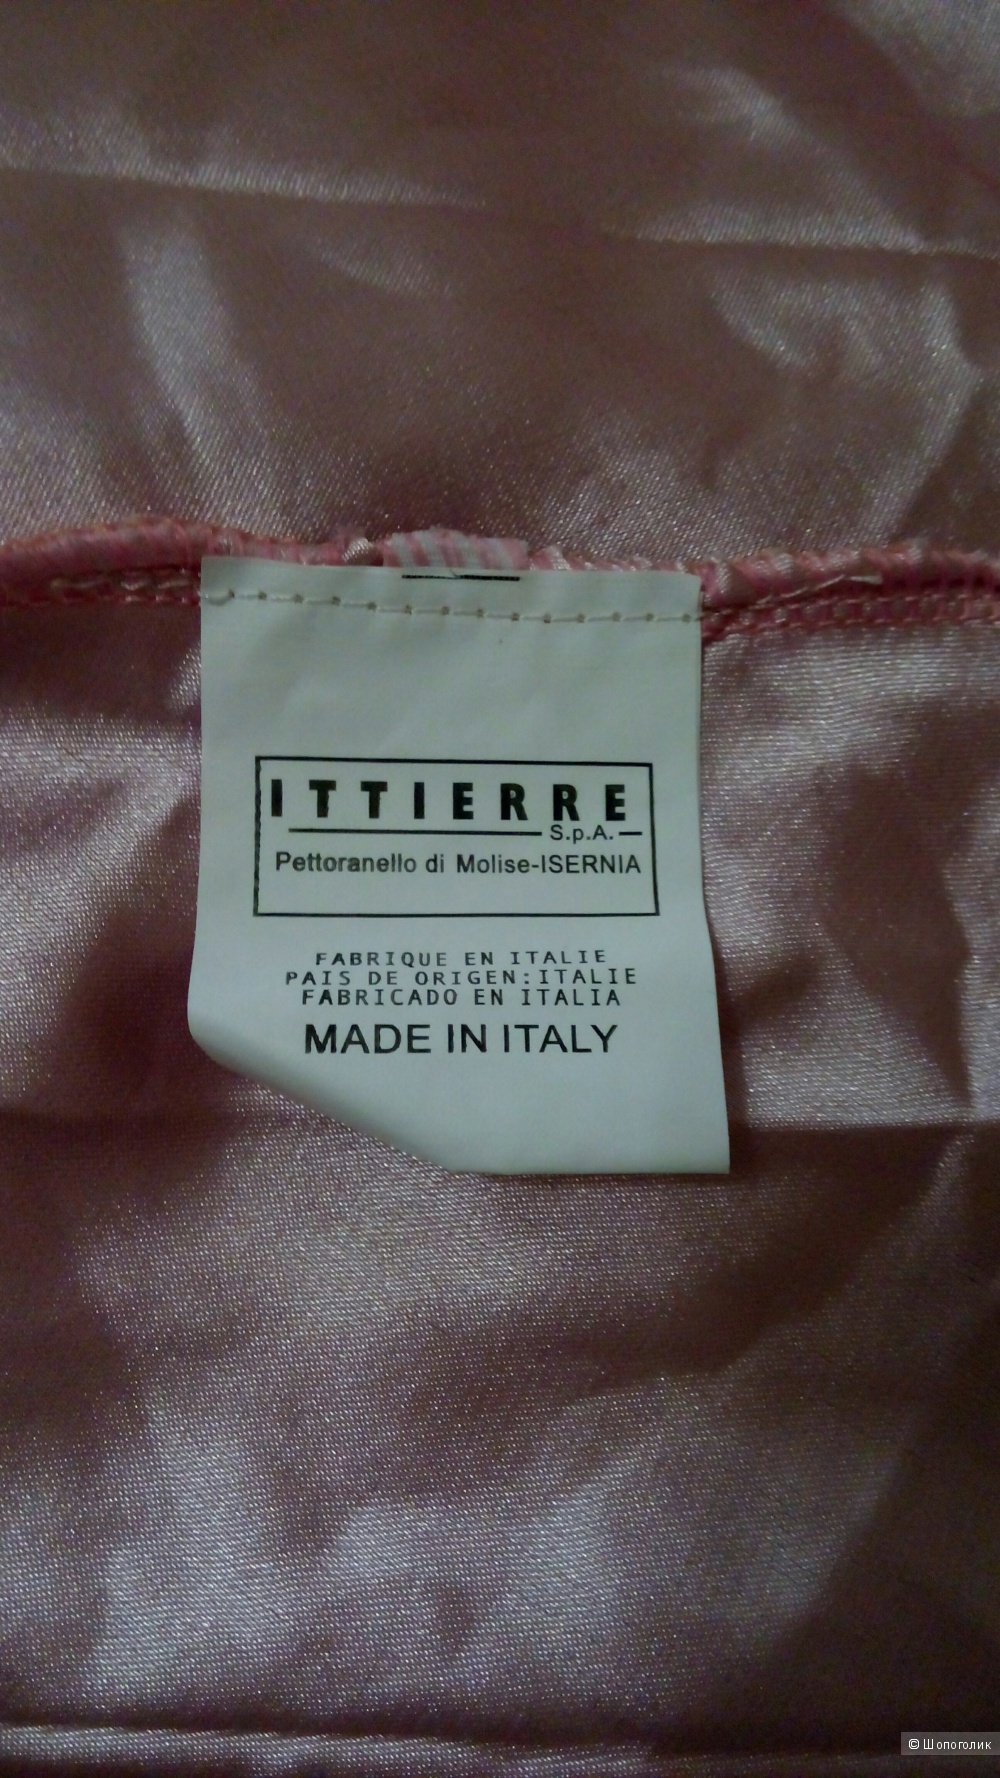 ITTIERRE
S.p.A.
Pettoranello di Molise-ISERNIA
FABRIQUE EN ITALIE
PAIS DE ORIGEN:ITALIE
FABRICADO EN ITALIA
MADE IN ITALY
© Шопоголик